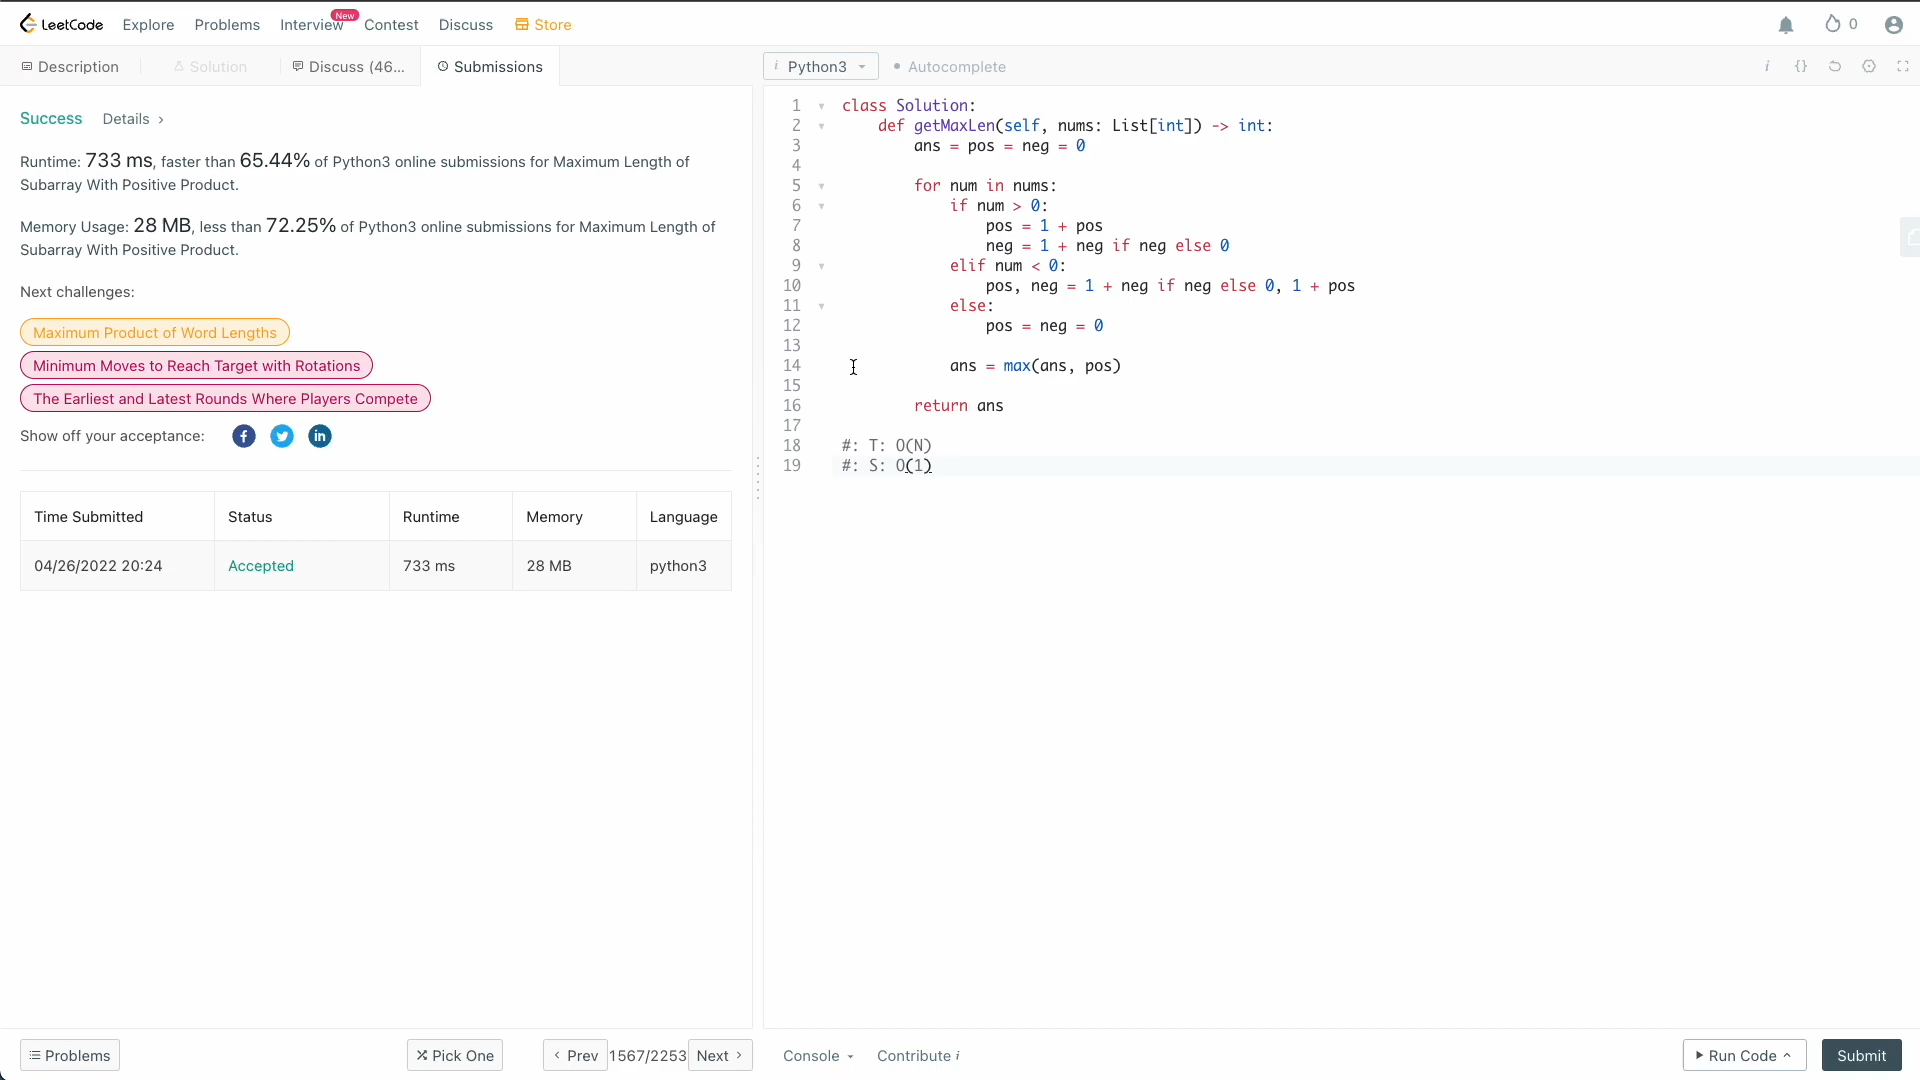 LeetCode Explore Problems Interview New Contest Discuss Store 0
Description Solution Discuss (46... Submissions
i Python3 Autocomplete i {}
Success Details ›
Runtime: 733 ms, faster than 65.44% of Python3 online submissions for Maximum Length of
Subarray With Positive Product.
Memory Usage: 28 MB, less than 72.25% of Python3 online submissions for Maximum Length of
Subarray With Positive Product.
Next challenges:
Maximum Product of Word Lengths
Minimum Moves to Reach Target with Rotations
The Earliest and Latest Rounds Where Players Compete
Show off your acceptance:
Time Submitted Status Runtime Memory Language
04/26/2022 20:24 Accepted 733 ms 28 MB python3
1 class Solution:
2 def getMaxLen(self, nums: List[int]) -> int:
3 ans = pos = neg = 0
4
5 for num in nums:
6 if num > 0:
7 pos = 1 + pos
8 neg = 1 + neg if neg else 0
9 elif num < 0:
10 pos, neg = 1 + neg if neg else 0, 1 + pos
11 else:
12 pos = neg = 0
13
14 ans = max(ans, pos)
15
16 return ans
17
18 #: T: O(N)
19 #: S: O(1)
Problems Pick One ‹ Prev 1567/2253 Next › Console Contribute i Run Code Submit